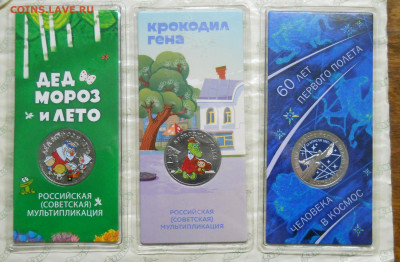 COINS.LAVE.RU
ДЕД
МОРОЗ
И ЛЕТО
РОССИЙСКАЯ
(СОВЕТСКАЯ)
МУЛЬТИПЛИКАЦИЯ
КРОКОДИЛ
ГЕНА
РОССИЙСКАЯ
(СОВЕТСКАЯ)
МУЛЬТИПЛИКАЦИЯ
60 ЛЕТ
ПЕРВОГО ПОЛЕТА
ЧЕЛОВЕКА
В КОСМОС